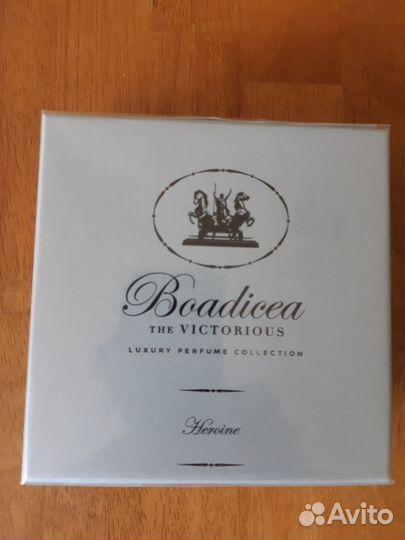 Boadicea
THE VICTORIOUS
LUXURY PERFUME COLLECTION
Heroine
Avito